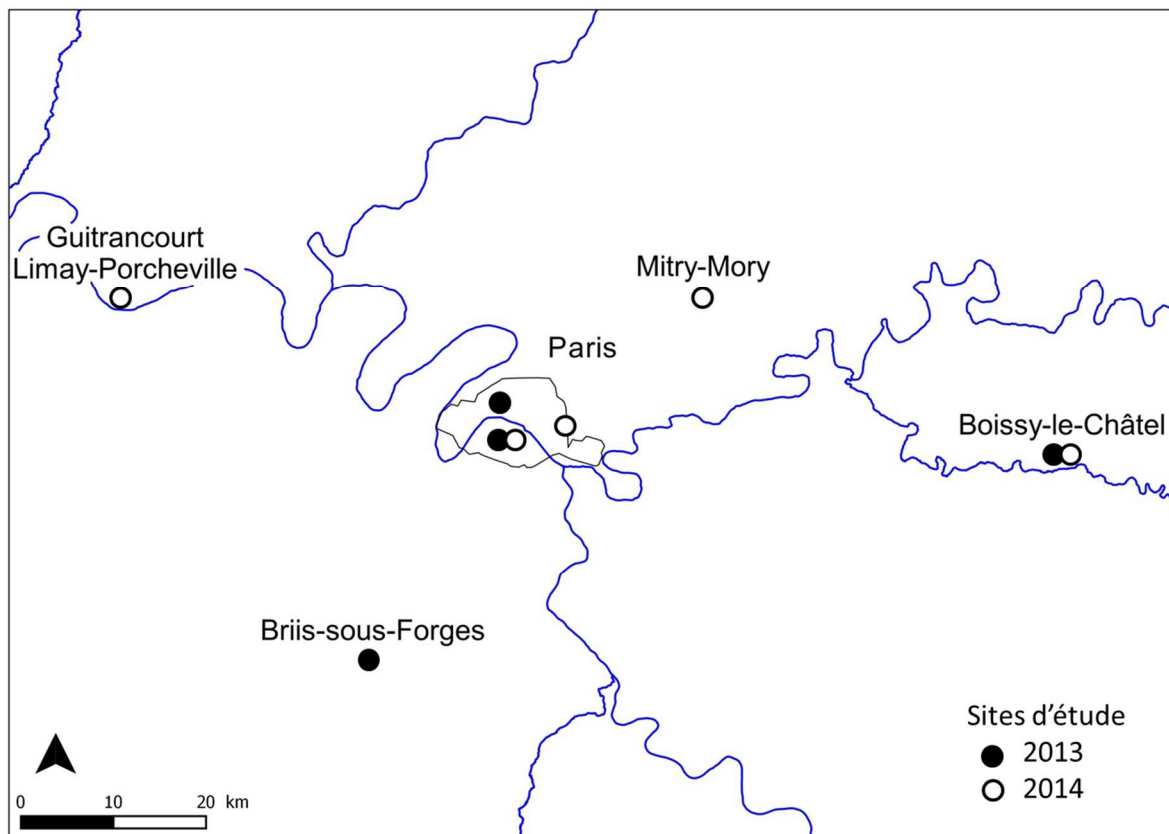 Guitrancourt
Limay-Porcheville
Mitry-Mory
Paris
Boissy-le-Châtel
Briis-sous-Forges
Sites d'étude
2013
2014
0 10 20 km